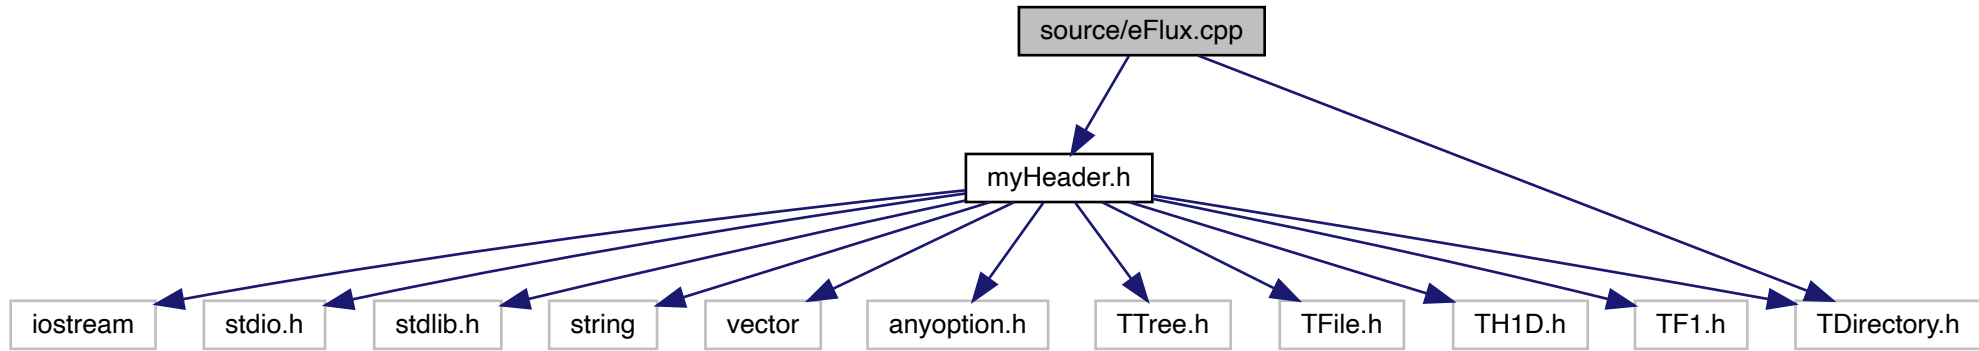 source/eFlux.cpp
myHeader.h
iostream
stdio.h
stdlib.h
string
vector
anyoption.h
TTree.h
TFile.h
TH1D.h
TF1.h
TDirectory.h